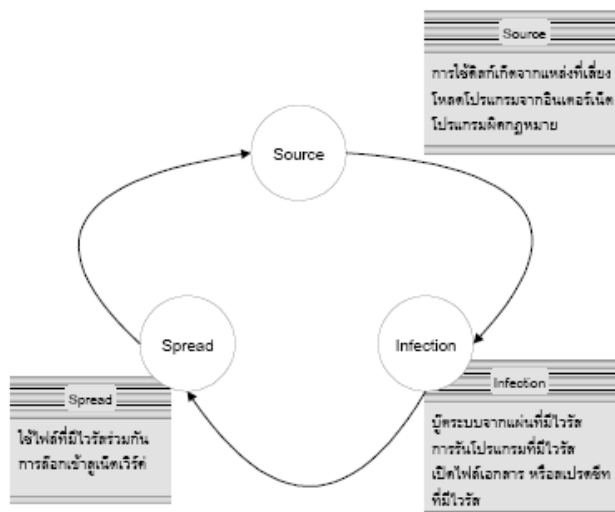 Source
การใช้ดิสก์เก็ตจากแหล่งที่เสี่ยง
โหลดโปรแกรมจากอินเตอร์เน็ต
โปรแกรมผิดกฎหมาย
Source
Spread
Infection
Spread
ใช้ไฟล์ที่มีไวรัสร่วมกัน
การล๊อกเข้าสู่เน็ตเวิร์ค
Infection
บู๊ตระบบจากแผ่นที่มีไวรัส
การรันโปรแกรมที่มีไวรัส
เปิดไฟล์เอกสาร หรือสเปรดชีท
ที่มีไวรัส